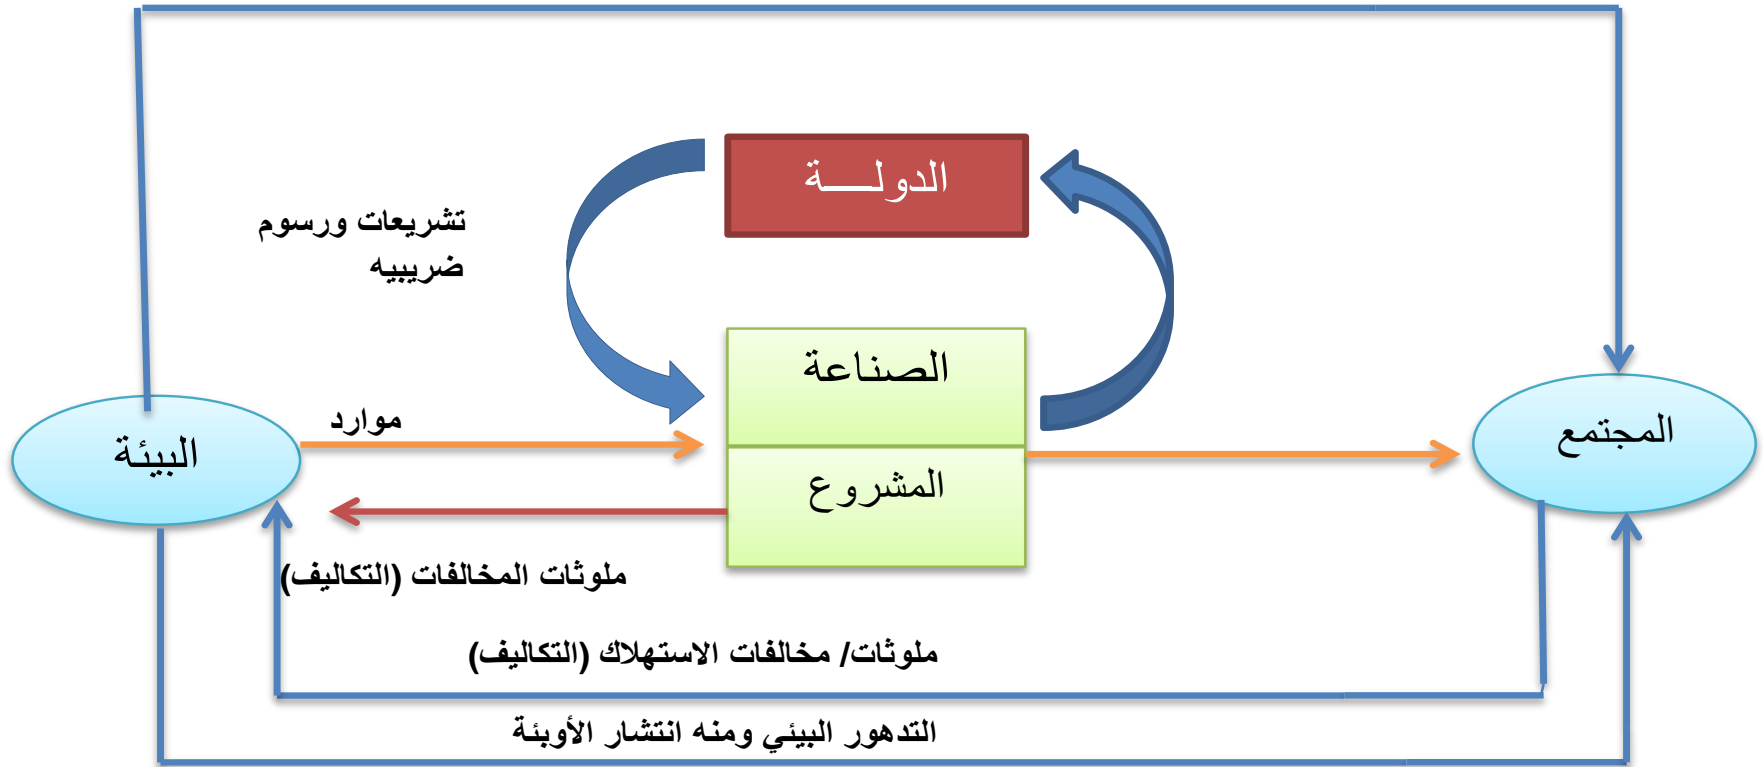 الدولـــــة
تشريعات ورسوم
ضريبيه
الصناعة
المجتمع
موارد
البيئة
المشروع
ملوثات المخالفات (التكاليف)
ملوثات/ مخالفات الاستهلاك (التكاليف)
التدهور البيئي ومنه انتشار الأوبئة